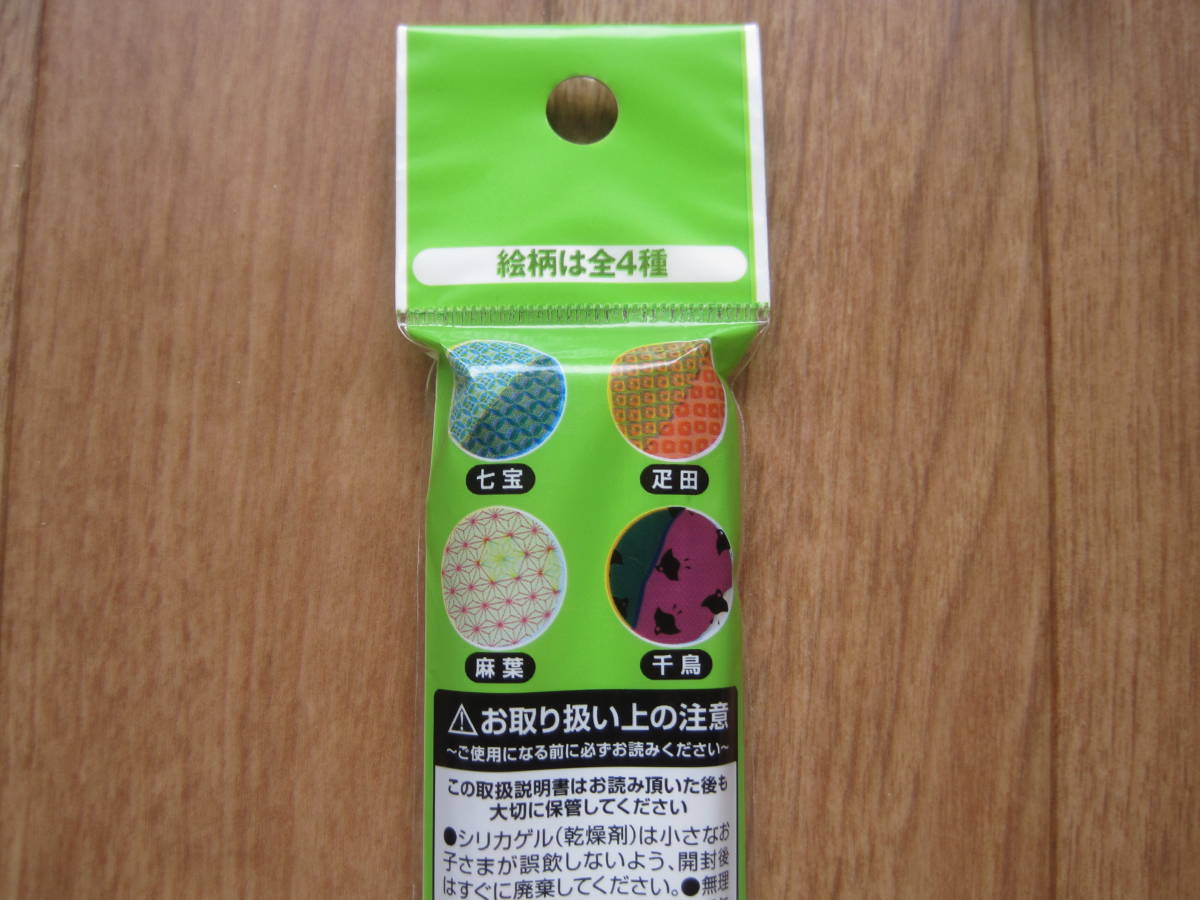 絵柄は全4種
七宝
疋田
麻葉
千鳥
お取り扱い上の注意
～ご使用になる前に必ずお読みください～
この取扱説明書はお読み頂いた後も
大切に保管してください
●シリカゲル（乾燥剤）は小さなお
子さまが誤飲しないよう、開封後
はすぐに廃棄してください。●無理